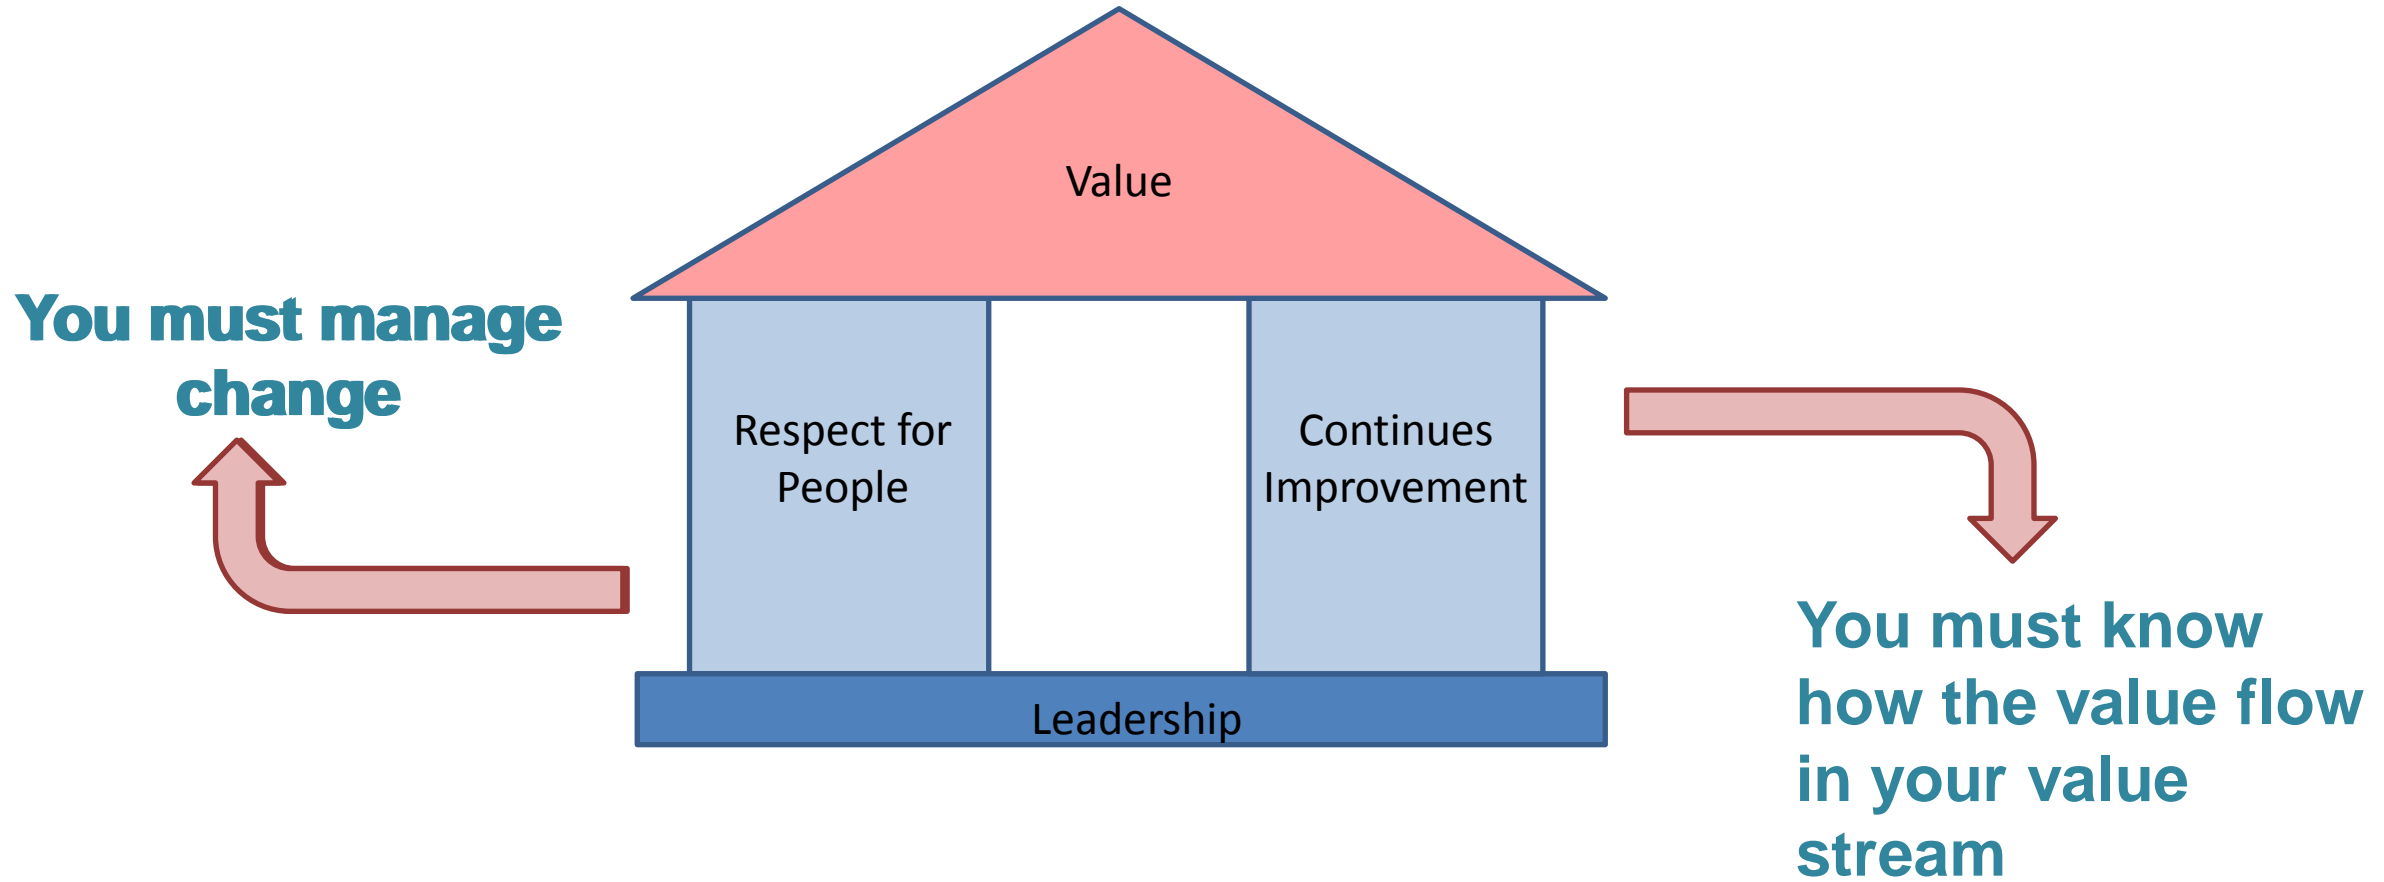 Value
You must manage
change
Respect for
People
Continues
Improvement
Leadership
You must know
how the value flow
in your value
stream